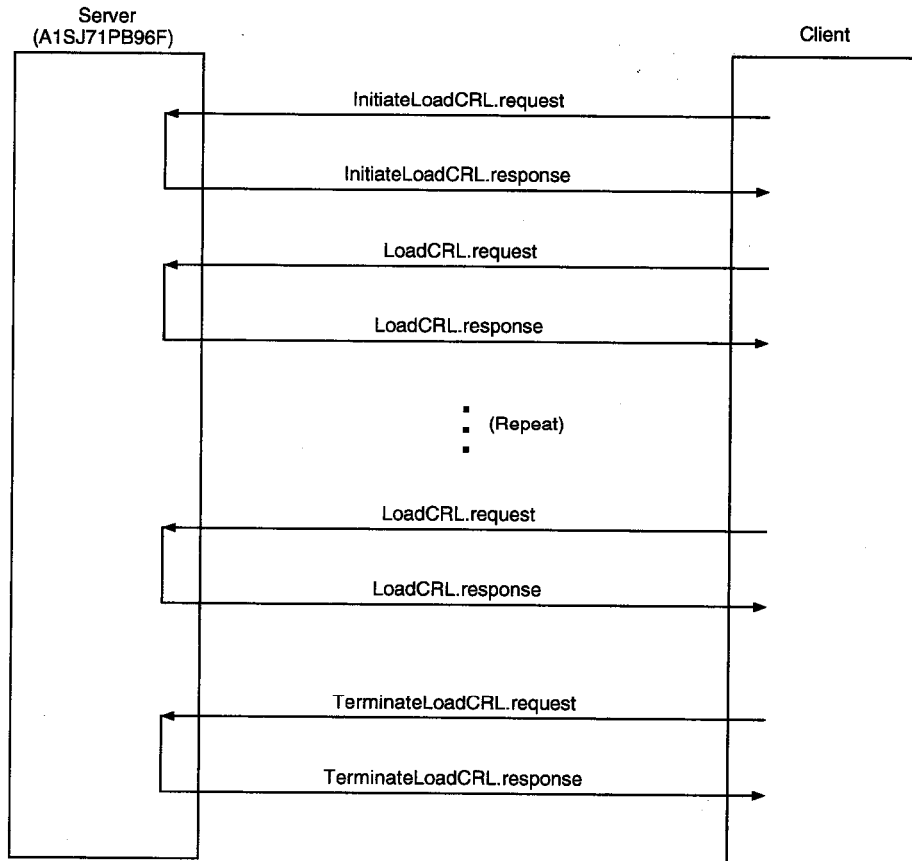 Server
(A1SJ71PB96F)
Client
InitiateLoadCRL.request
InitiateLoadCRL.response
LoadCRL.request
LoadCRL.response
(Repeat)
LoadCRL.request
LoadCRL.response
TerminateLoadCRL.request
TerminateLoadCRL.response